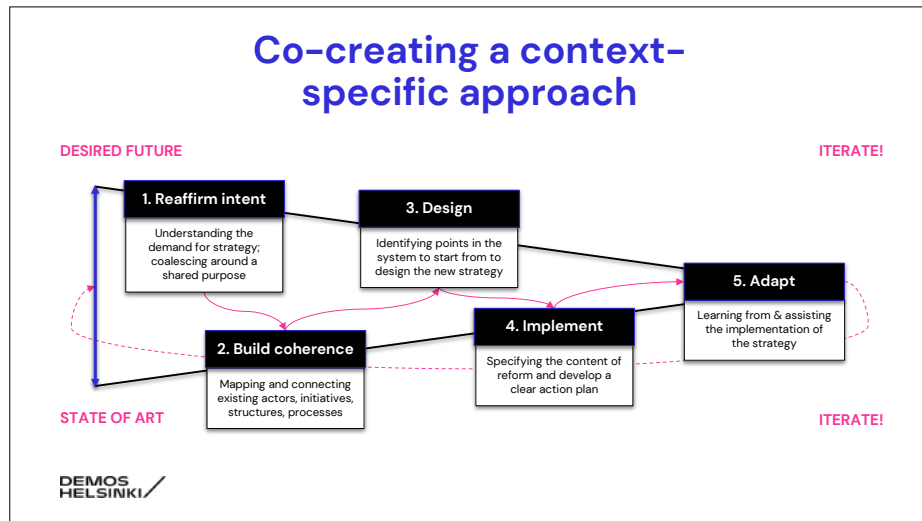 Co-creating a context-
specific approach
DESIRED FUTURE
ITERATE!
1. Reaffirm intent
Understanding the
demand for strategy;
coalescing around a
shared purpose
3. Design
Identifying points in the
system to start from to
design the new strategy
5. Adapt
Learning from & assisting
the implementation of
the strategy
2. Build coherence
Mapping and connecting
existing actors, initiatives,
structures, processes
4. Implement
Specifying the content of
reform and develop a
clear action plan
STATE OF ART
ITERATE!
DEMOS
HELSINKI